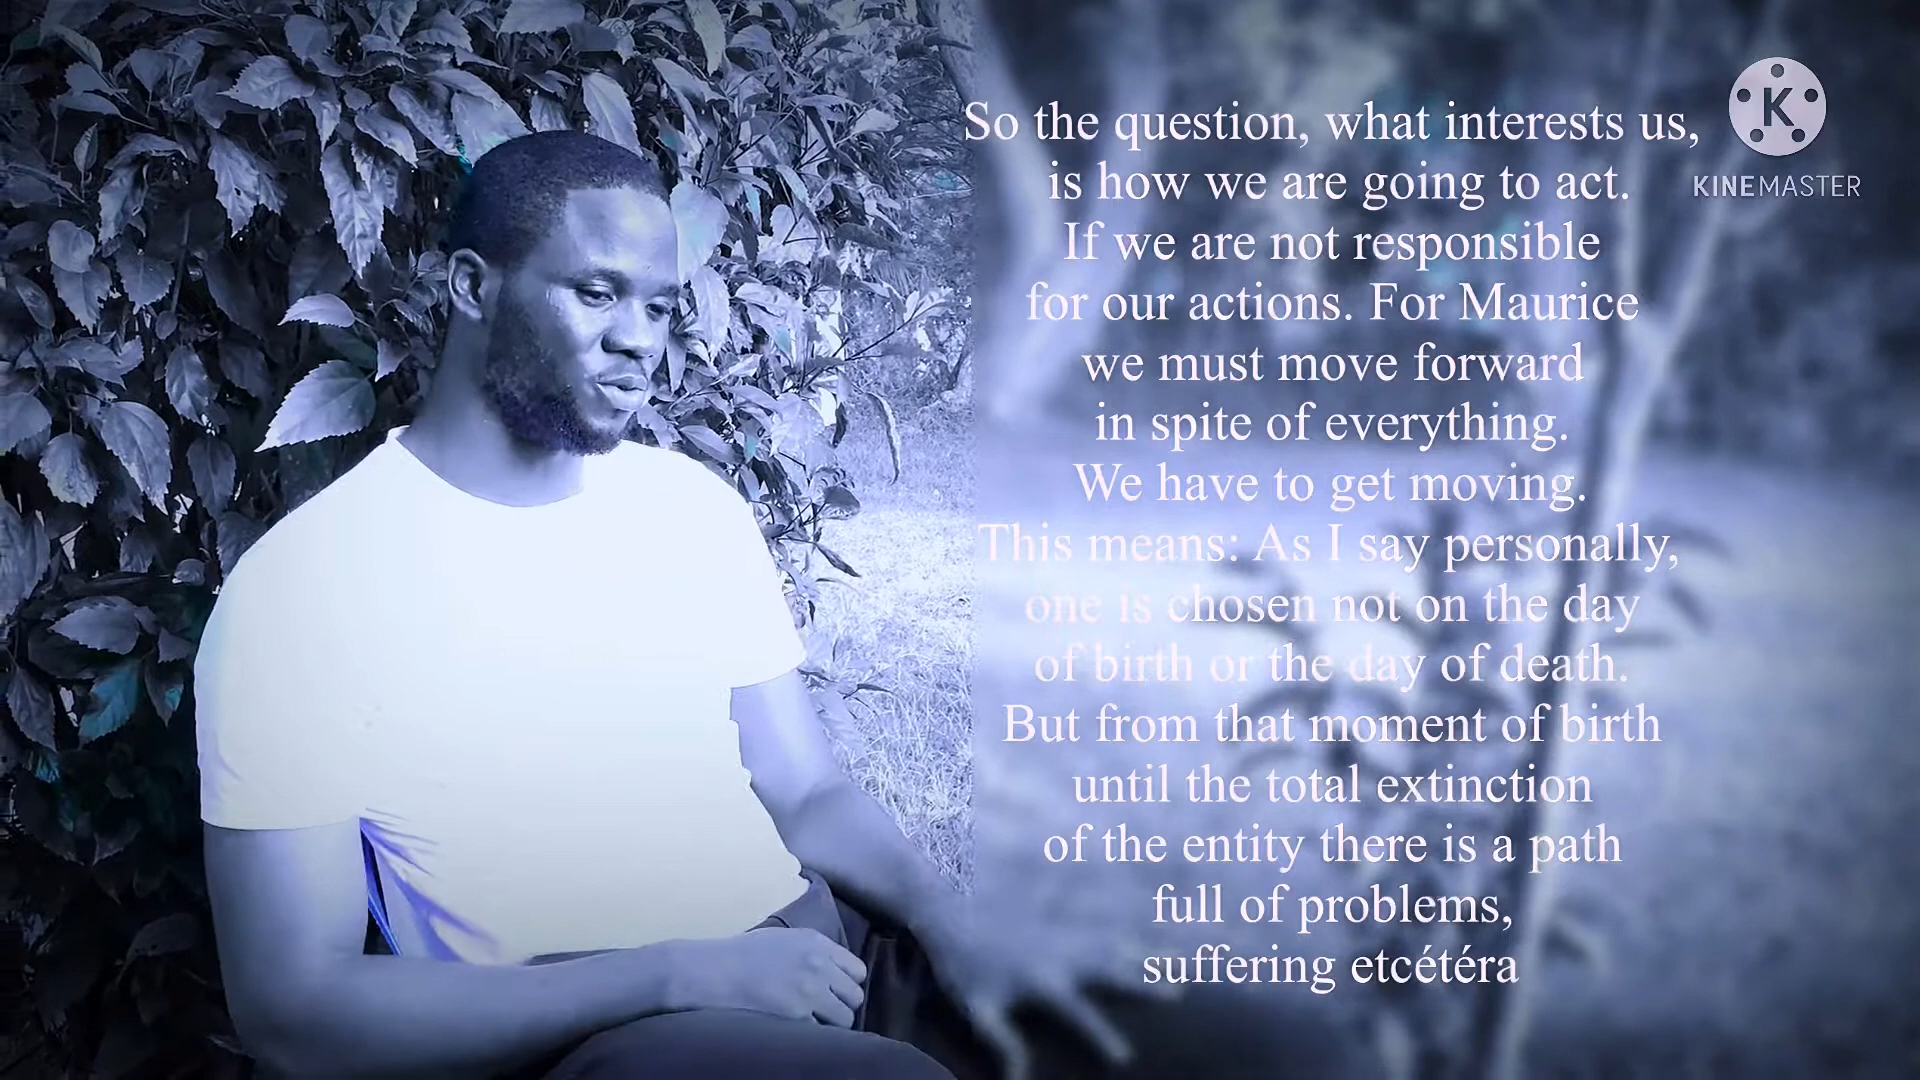 So the question, what interests us,
is how we are going to act.
If we are not responsible
for our actions. For Maurice
we must move forward
in spite of everything.
We have to get moving.
This means: As I say personally,
one is chosen not on the day
of birth or the day of death.
But from that moment of birth
until the total extinction
of the entity there is a path
full of problems,
suffering etcétéra
K
KINEMASTER